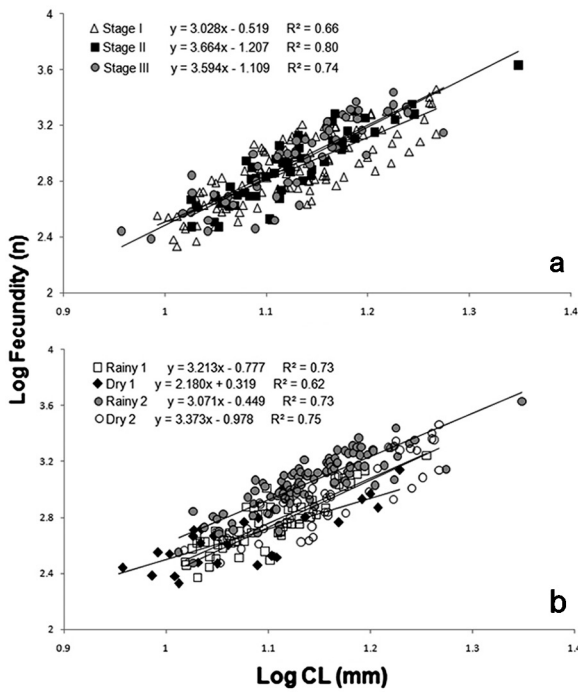 Stage I y = 3.028x - 0.519 R² = 0.66
Stage II y = 3.664x - 1.207 R² = 0.80
Stage III y = 3.594x - 1.109 R² = 0.74
4
3.6
3.2
2.8
2.4
2
0.9 1 1.1 1.2 1.3 1.4
a
Log Fecundity (n)
Rainy 1 y = 3.213x - 0.777 R² = 0.73
Dry 1 y = 2.180x + 0.319 R² = 0.62
Rainy 2 y = 3.071x - 0.449 R² = 0.73
Dry 2 y = 3.373x - 0.978 R² = 0.75
4
3.6
3.2
2.8
2.4
2
0.9 1 1.1 1.2 1.3 1.4
b
Log CL (mm)